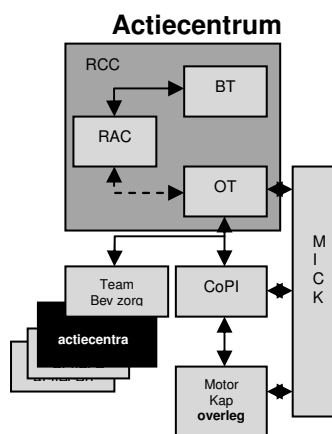 Actiecentrum
RCC
BT
RAC
OT
M
I
C
K
Team
Bev zorg
CoPI
actiecentra
Motor
Kap
overleg